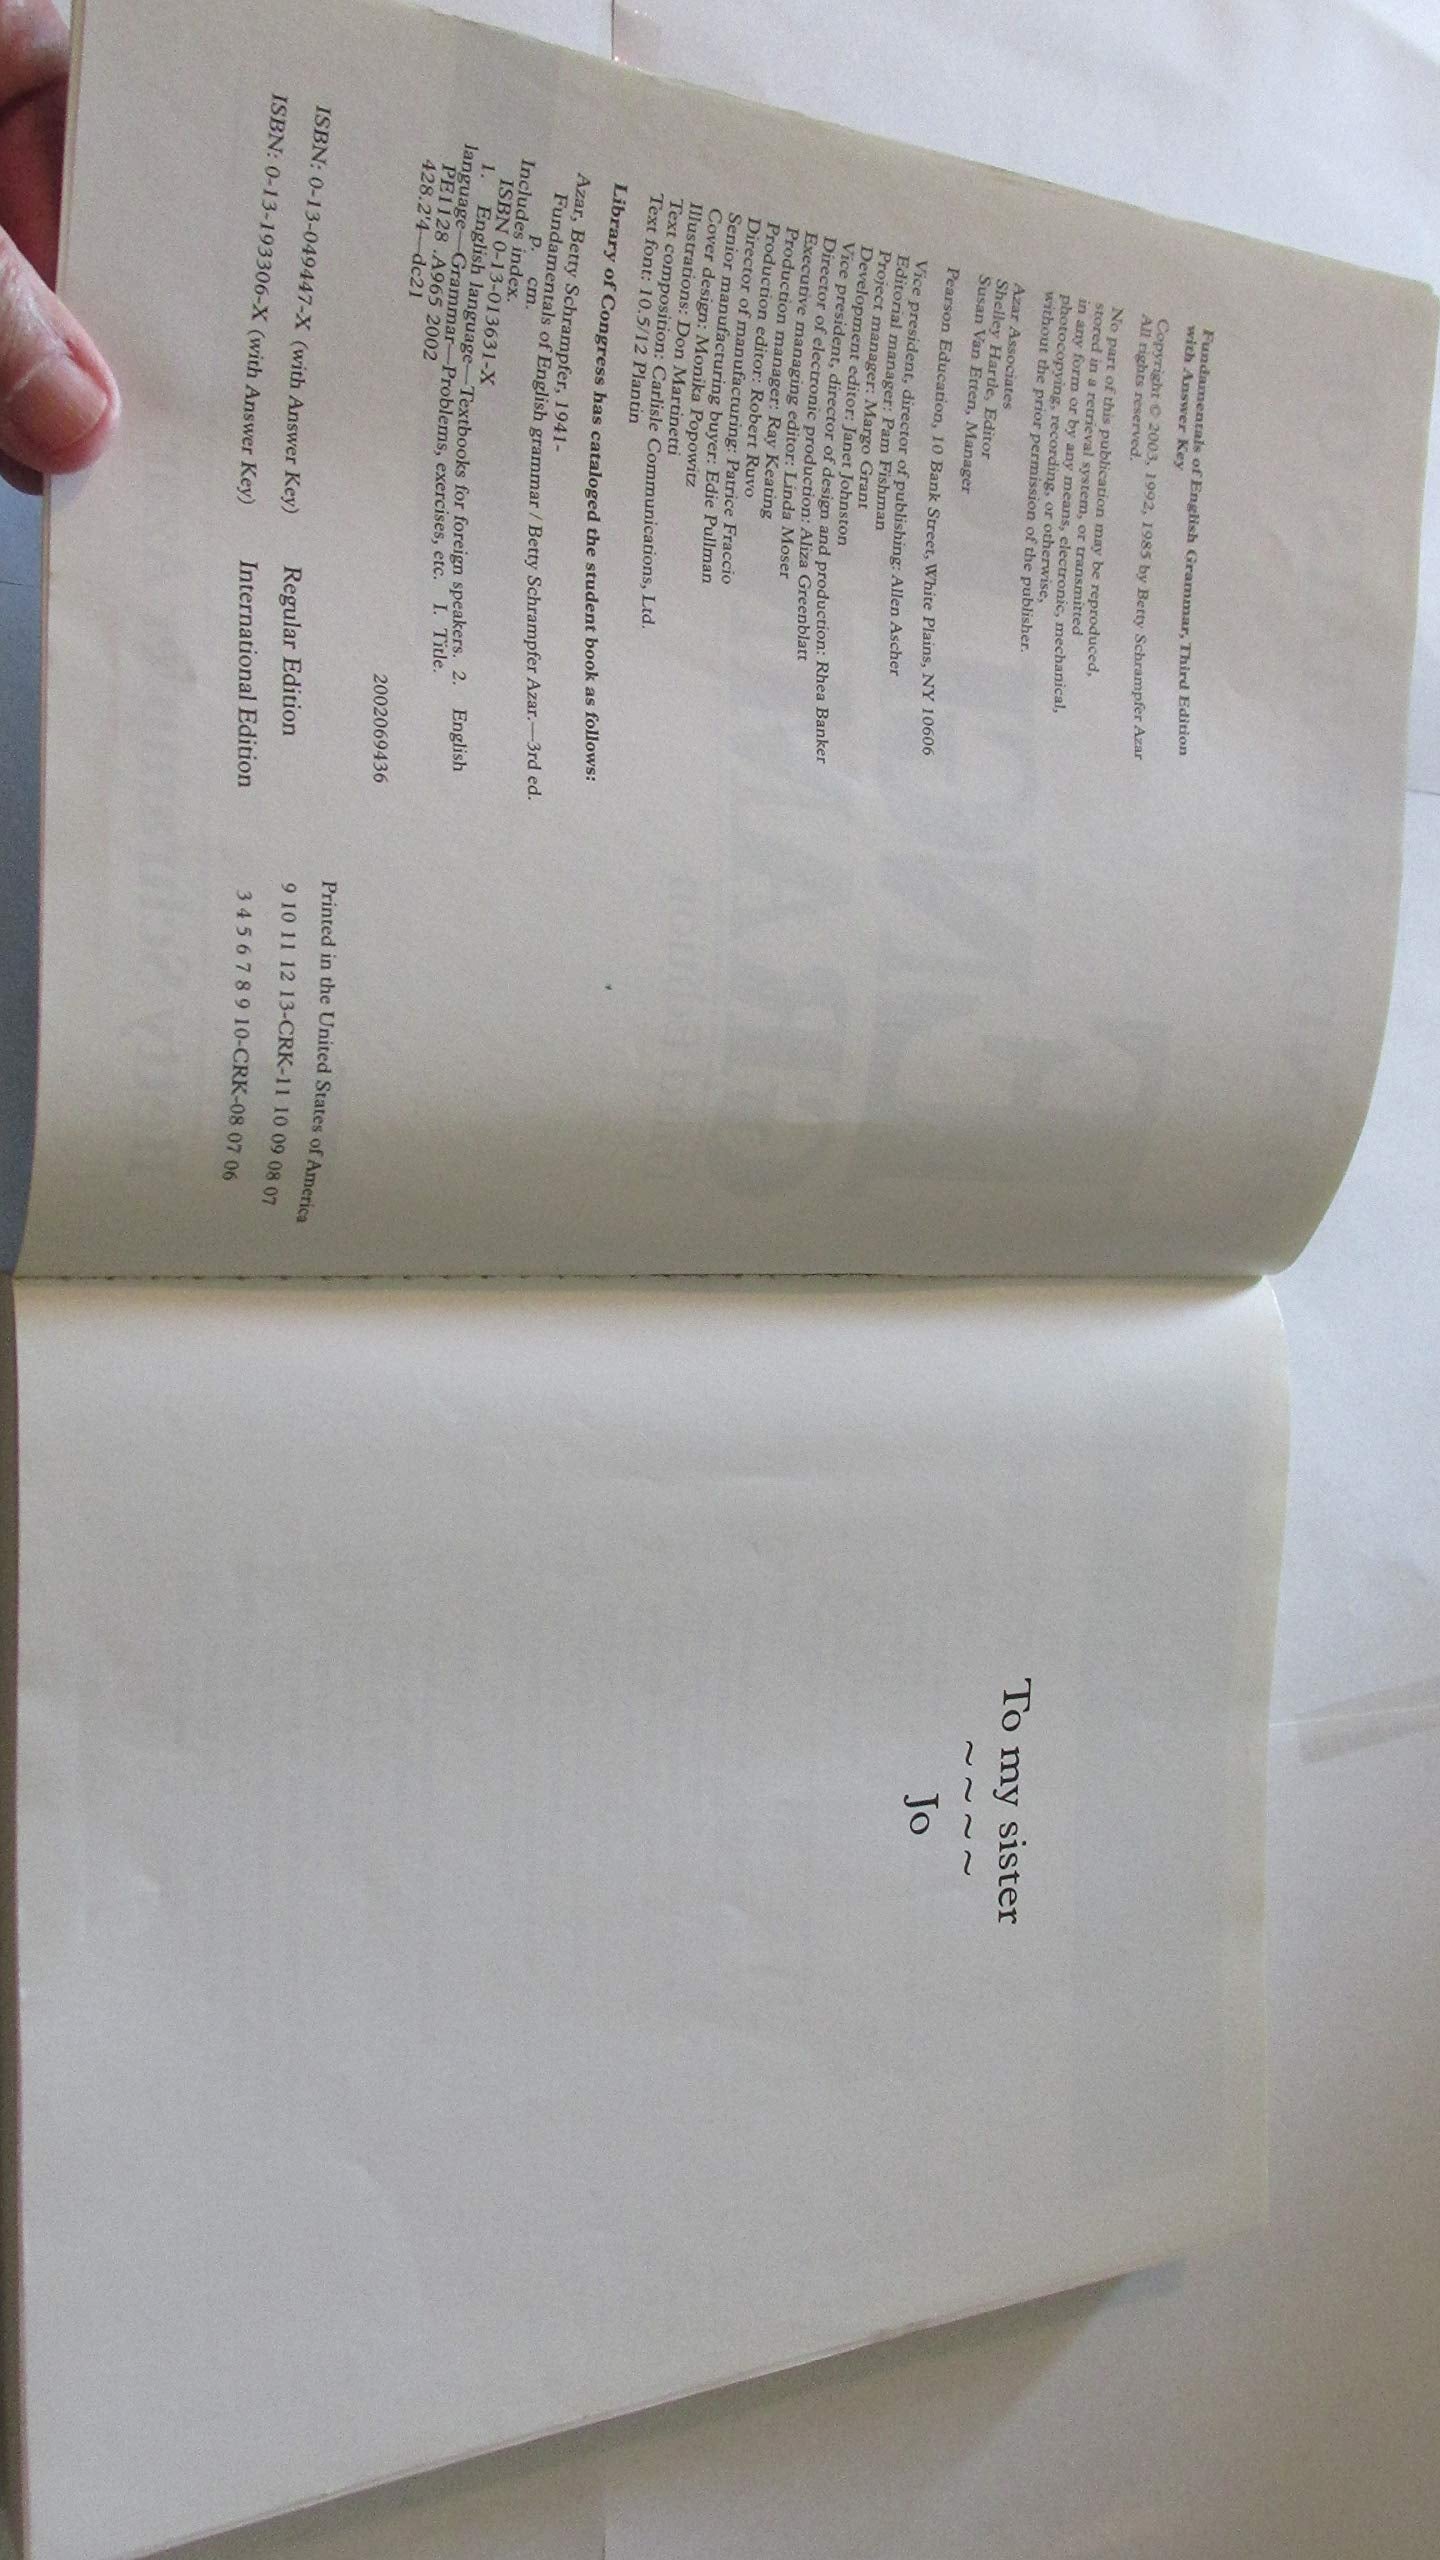 Fundamentals of English Grammar, Third Edition
with Answer Key
Copyright © 2003, 1992, 1985 by Betty Schrampfer Azar
All rights reserved.
No part of this publication may be reproduced,
stored in a retrieval system, or transmitted
in any form or by any means, electronic, mechanical,
photocopying, recording, or otherwise,
without the prior permission of the publisher.
Azar Associates
Shelley Hartle, Editor
Susan Van Etten, Manager
Pearson Education, 10 Bank Street, White Plains, NY 10606
Vice president, director of publishing: Allen Ascher
Editorial manager: Pam Fishman
Project manager: Margo Grant
Development editor: Janet Johnston
Vice president, director of design and production: Rhea Banker
Director of electronic production: Aliza Greenblatt
Executive managing editor: Linda Moser
Production manager: Ray Keating
Production editor: Robert Ruvo
Director of manufacturing: Patrice Fraccio
Senior manufacturing buyer: Edie Pullman
Cover design: Monika Popowitz
Illustrations: Don Martinetti
Text composition: Carlisle Communications, Ltd.
Text font: 10.5/12 Plantin
Library of Congress has cataloged the student book as follows:
Azar, Betty Schrampfer, 1941-
Fundamentals of English grammar / Betty Schrampfer Azar.—3rd ed.
P. cm.
Includes index.
ISBN 0-13-013631-X
1. English language—Textbooks for foreign speakers. 2. English
language—Grammar—Problems, exercises, etc. I. Title.
PE1128 .A965 2002
428.2'4—dc21
2002069436
Printed in the United States of America
ISBN: 0-13-049447-X (with Answer Key) Regular Edition 9 10 11 12 13-CRK-11 10 09 08 07
ISBN: 0-13-193306-X (with Answer Key) International Edition 3 4 5 6 7 8 9 10-CRK-08 07 06
To my sister
~ ~ ~ ~
Jo